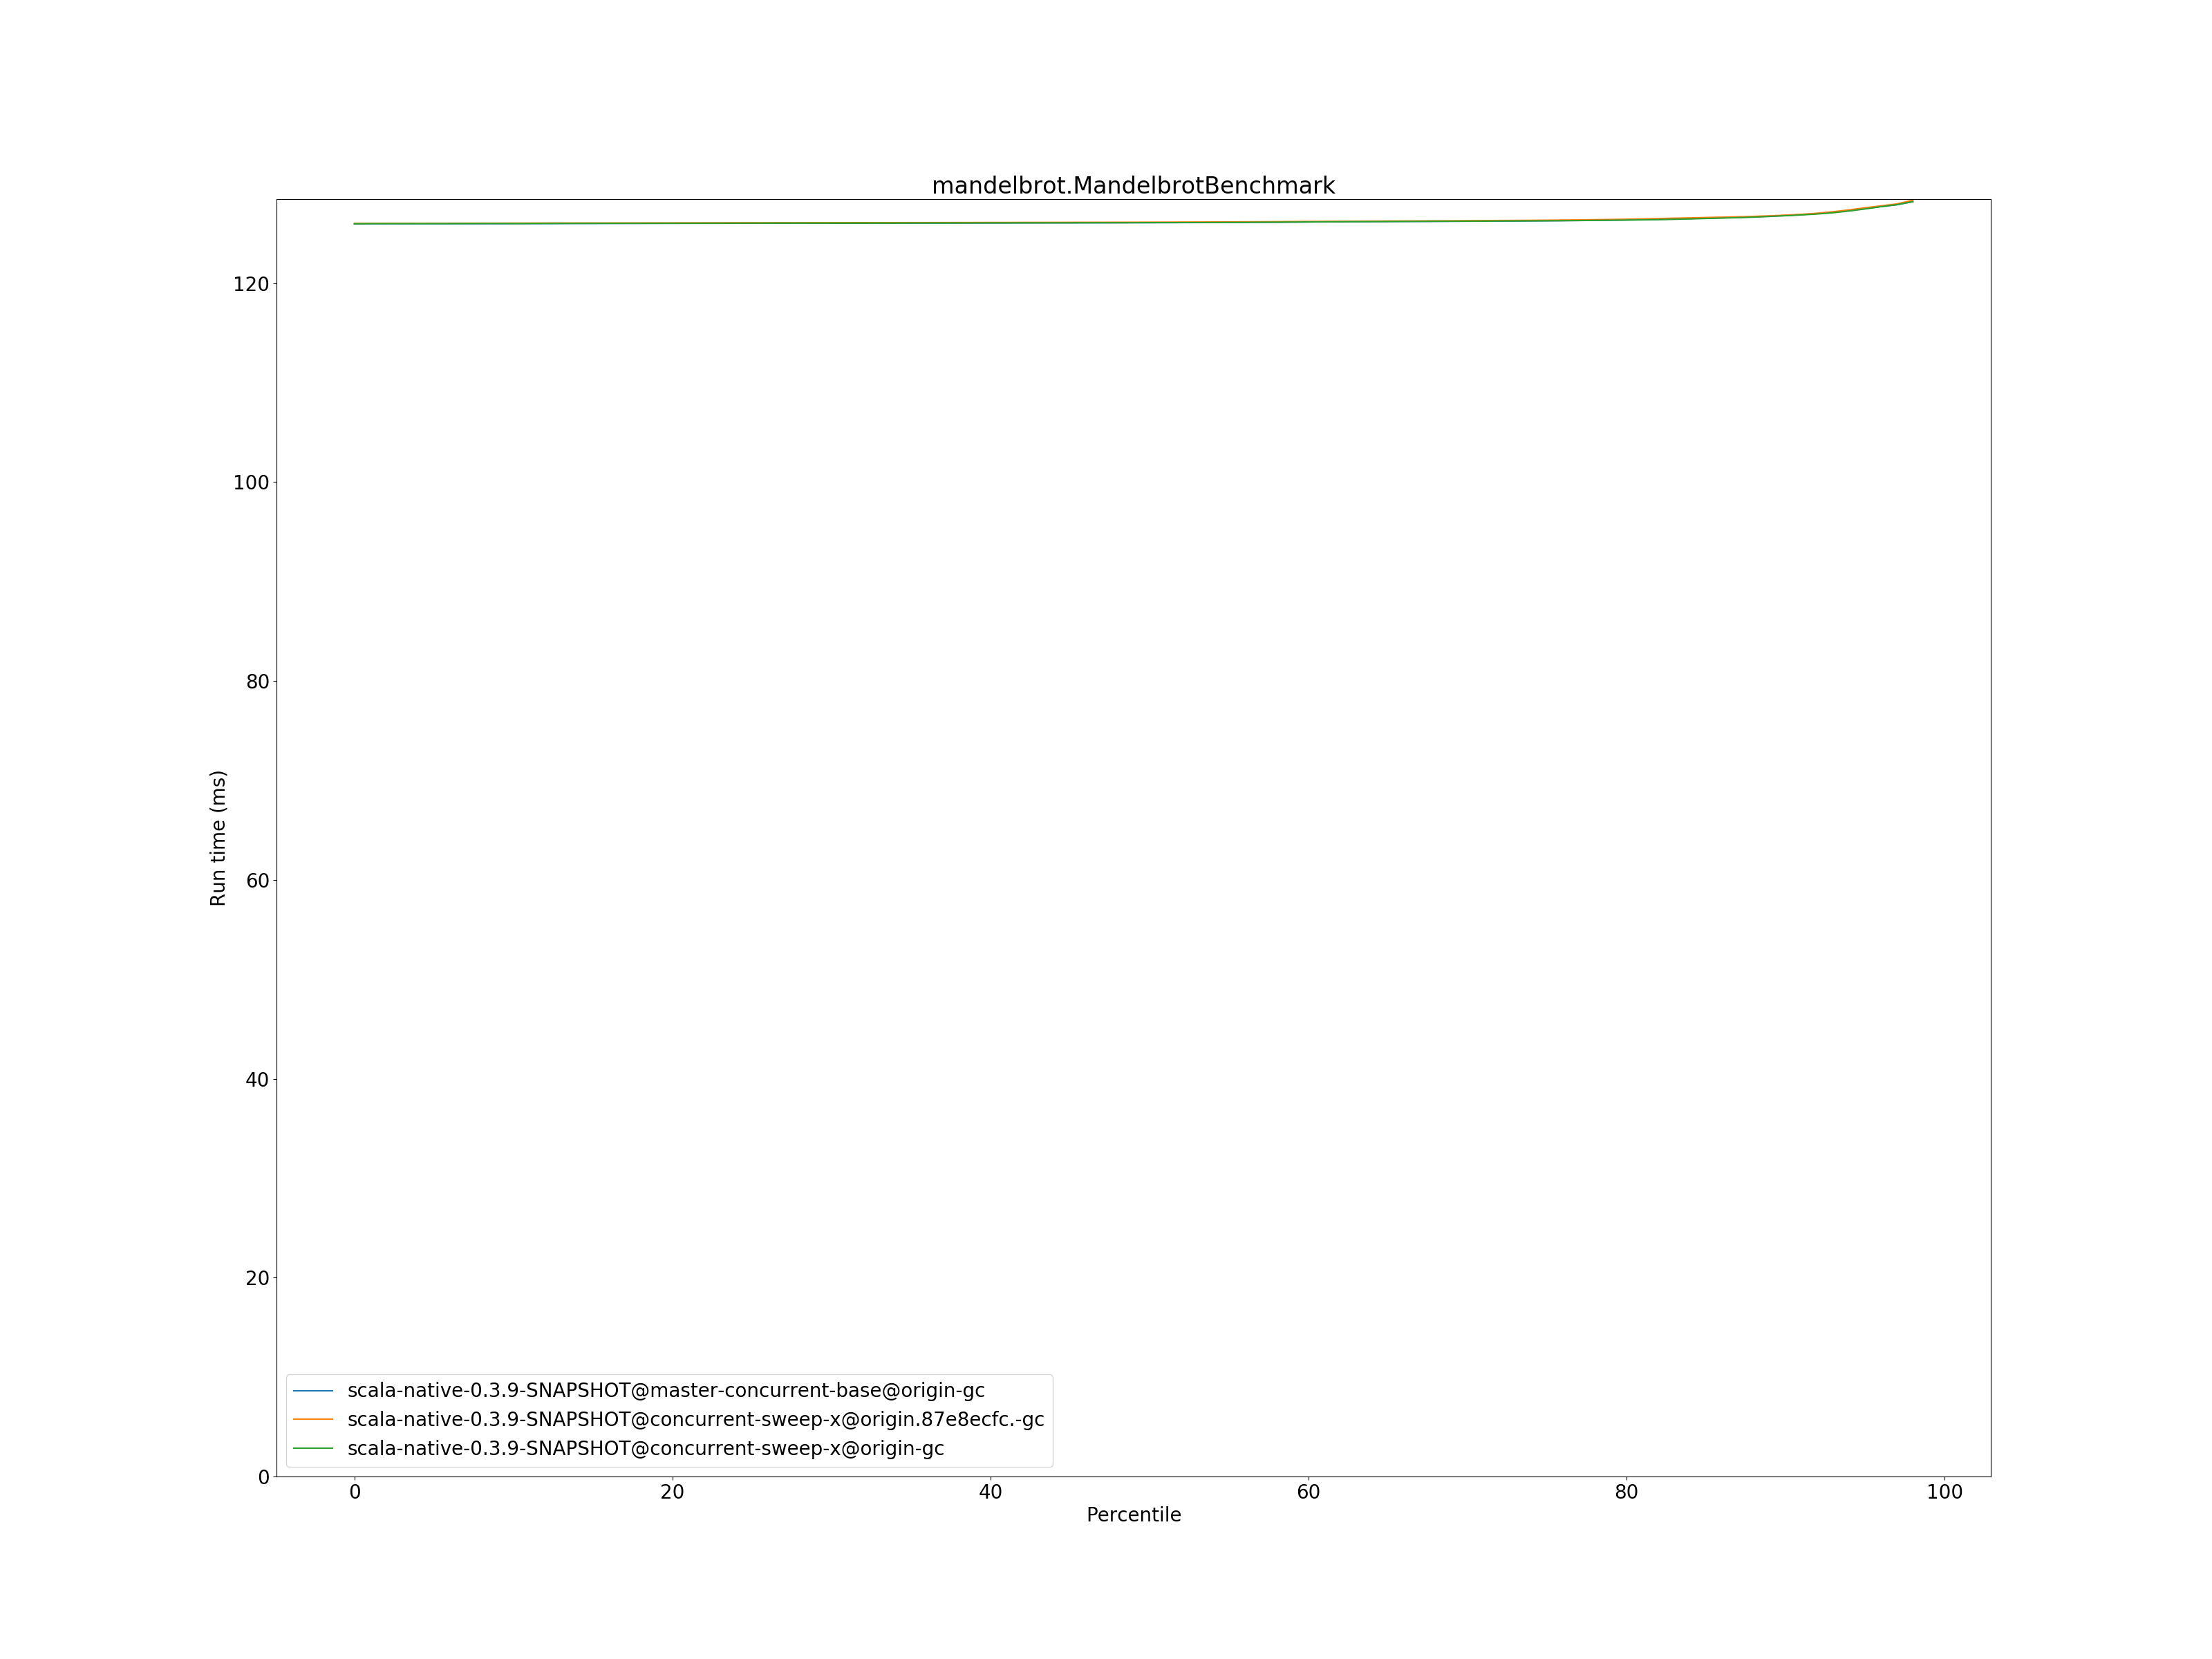 mandelbrot.MandelbrotBenchmark
120
100
80
60
40
20
0
Run time (ms)
scala-native-0.3.9-SNAPSHOT@master-concurrent-base@origin-gc
scala-native-0.3.9-SNAPSHOT@concurrent-sweep-x@origin.87e8ecfc.-gc
scala-native-0.3.9-SNAPSHOT@concurrent-sweep-x@origin-gc
0 20 40 60 80 100
Percentile